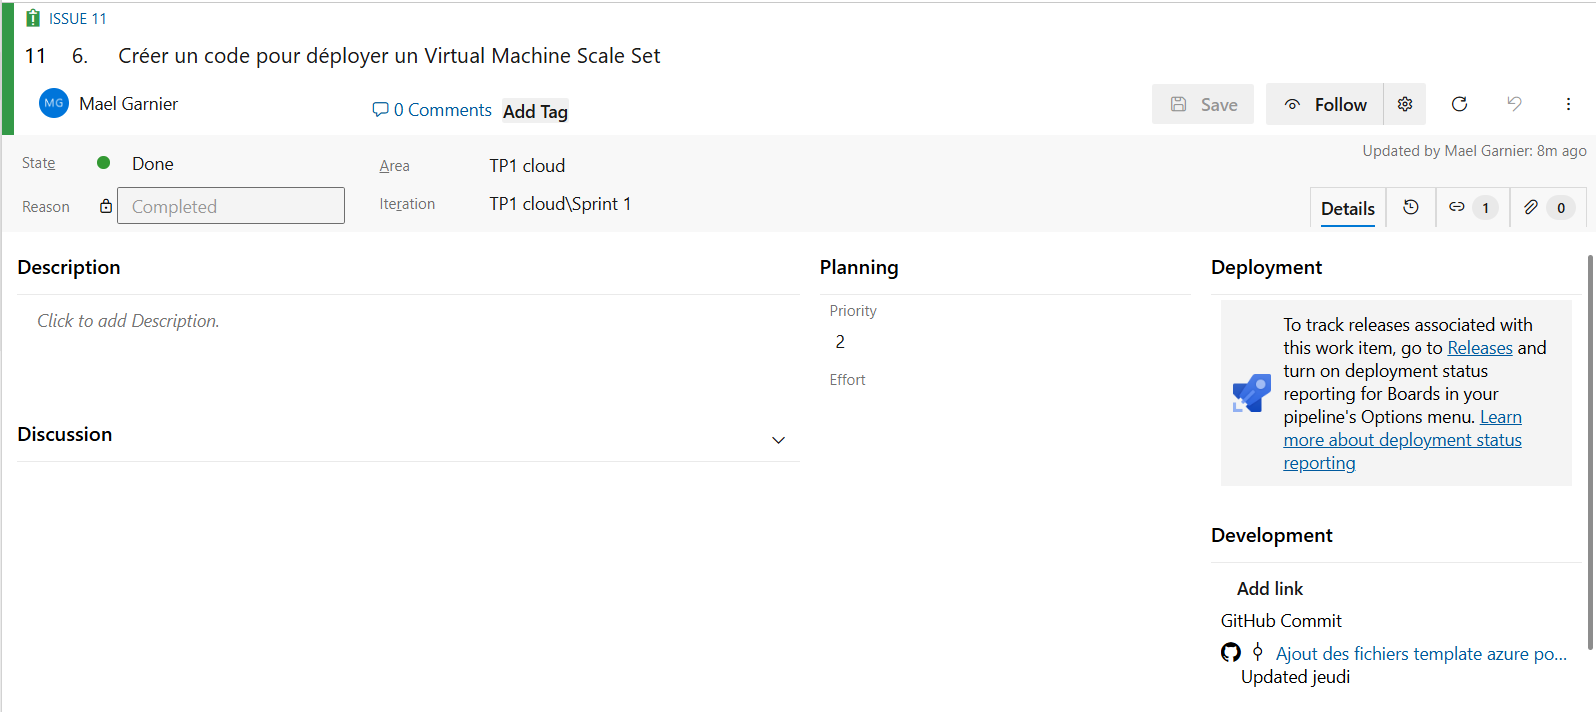 ISSUE 11
11 6. Créer un code pour déployer un Virtual Machine Scale Set
MG Mael Garnier
0 Comments Add Tag
Save Follow
State Done
Area TP1 cloud
Updated by Mael Garnier: 8m ago
Reason Completed
Iteration TP1 cloud\Sprint 1
Details 1 0
Description
Click to add Description.
Discussion
Planning
Priority
2
Effort
Deployment
To track releases associated with
this work item, go to Releases and
turn on deployment status
reporting for Boards in your
pipeline's Options menu. Learn
more about deployment status
reporting
Development
Add link
GitHub Commit
Ajout des fichiers template azure po...
Updated jeudi